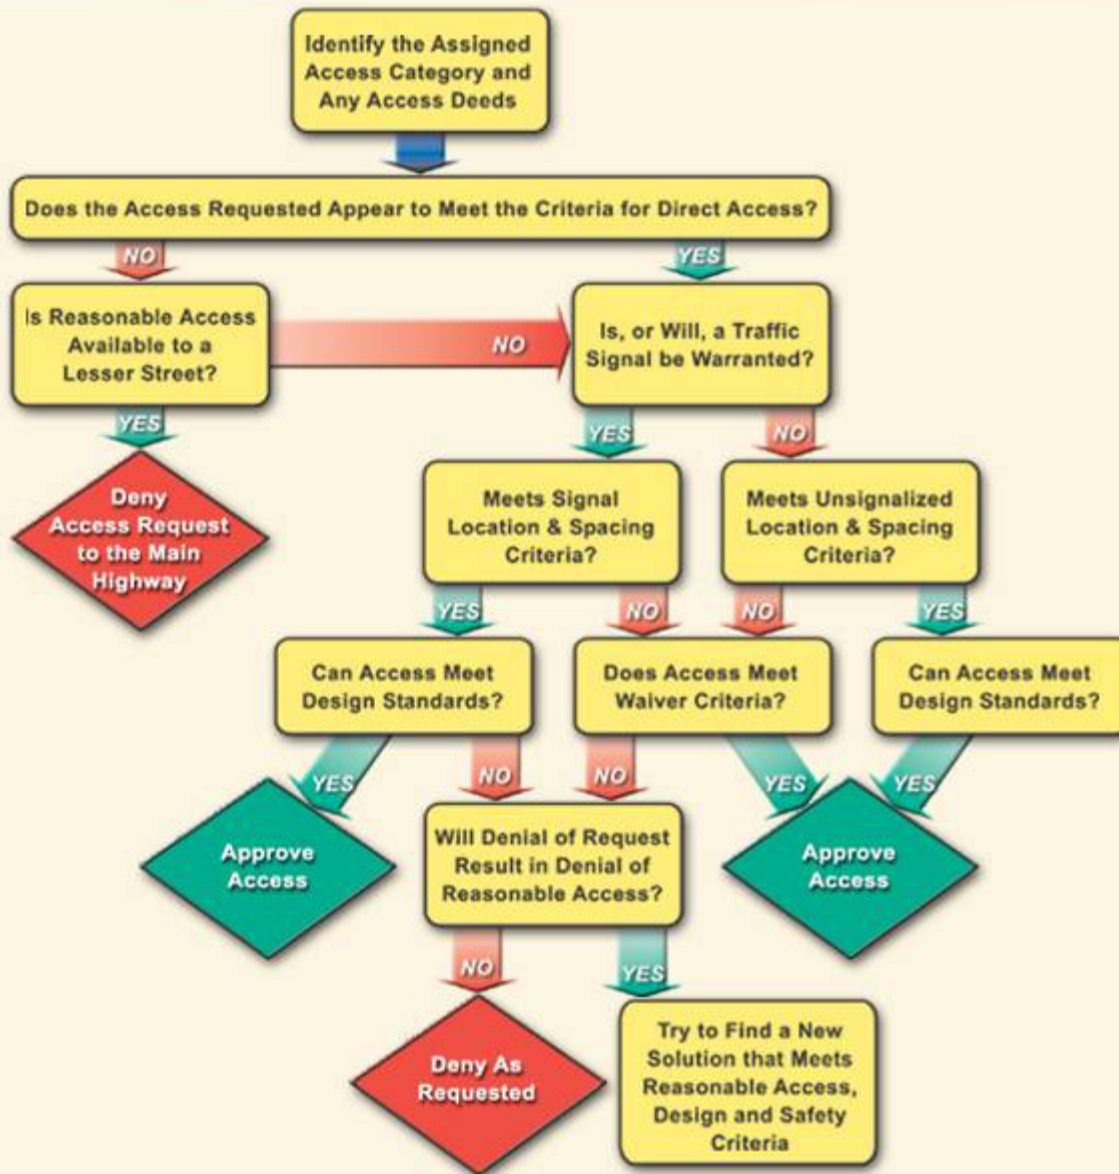 Identify the Assigned
Access Category and
Any Access Deeds
Does the Access Requested Appear to Meet the Criteria for Direct Access?
NO
YES
Is Reasonable Access
Available to a
Lesser Street?
NO
Is, or Will, a Traffic
Signal be Warranted?
YES
YES
NO
Deny
Access Request
to the Main
Highway
Meets Signal
Location & Spacing
Criteria?
Meets Unsignalized
Location & Spacing
Criteria?
YES
NO
NO
YES
Can Access Meet
Design Standards?
Does Access Meet
Waiver Criteria?
Can Access Meet
Design Standards?
YES
NO
NO
YES
YES
Approve
Access
Will Denial of Request
Result in Denial of
Reasonable Access?
Approve
Access
NO
YES
Deny As
Requested
Try to Find a New
Solution that Meets
Reasonable Access,
Design and Safety
Criteria